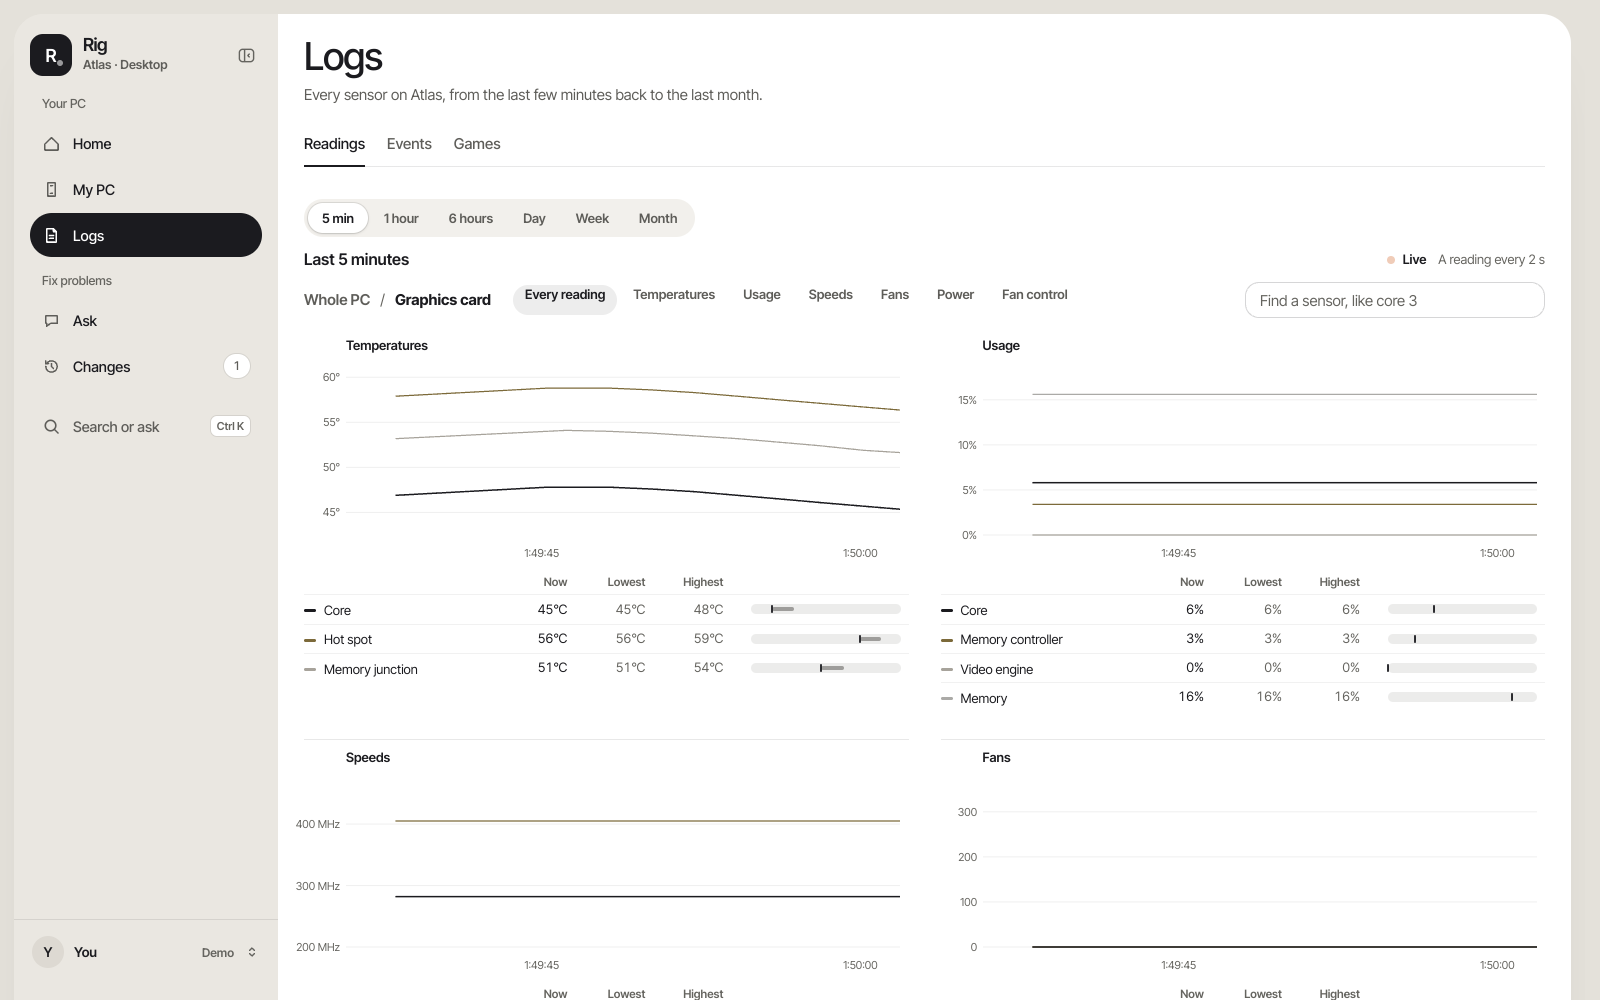 R.
Rig
Atlas · Desktop
Your PC
Home
My PC
Logs
Fix problems
Ask
Changes 1
Search or ask Ctrl K
Y You Demo
Logs
Every sensor on Atlas, from the last few minutes back to the last month.
Readings Events Games
5 min 1 hour 6 hours Day Week Month
Last 5 minutes Live A reading every 2 s
Whole PC / Graphics card Every reading Temperatures Usage Speeds Fans Power Fan control Find a sensor, like core 3
Temperatures
60°
55°
50°
45°
1:49:45 1:50:00
Now Lowest Highest
Core 45°C 45°C 48°C
Hot spot 56°C 56°C 59°C
Memory junction 51°C 51°C 54°C
Usage
15%
10%
5%
0%
1:49:45 1:50:00
Now Lowest Highest
Core 6% 6% 6%
Memory controller 3% 3% 3%
Video engine 0% 0% 0%
Memory 16% 16% 16%
Speeds
400 MHz
300 MHz
200 MHz
1:49:45 1:50:00
Now Lowest Highest
Fans
300
200
100
0
1:49:45 1:50:00
Now Lowest Highest